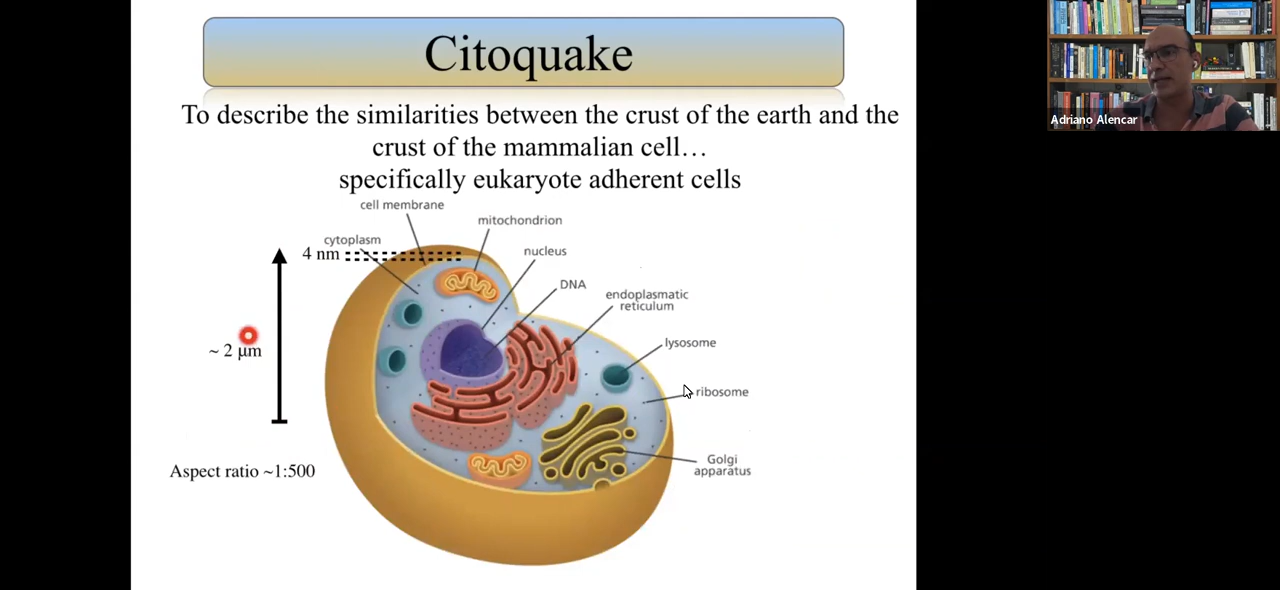 Citoquake
To describe the similarities between the crust of the earth and the
crust of the mammalian cell…
specifically eukaryote adherent cells
cell membrane
mitochondrion
cytoplasm
nucleus
4 nm
DNA
endoplasmatic
reticulum
lysosome
~ 2 μm
ribosome
Golgi
apparatus
Aspect ratio ~1:500
Adriano Alencar